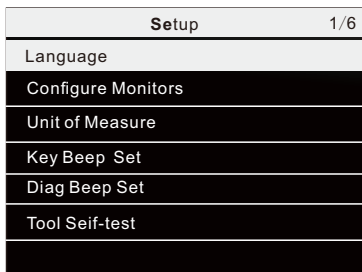 Setup 1/6
Language
Configure Monitors
Unit of Measure
Key Beep Set
Diag Beep Set
Tool Seif-test